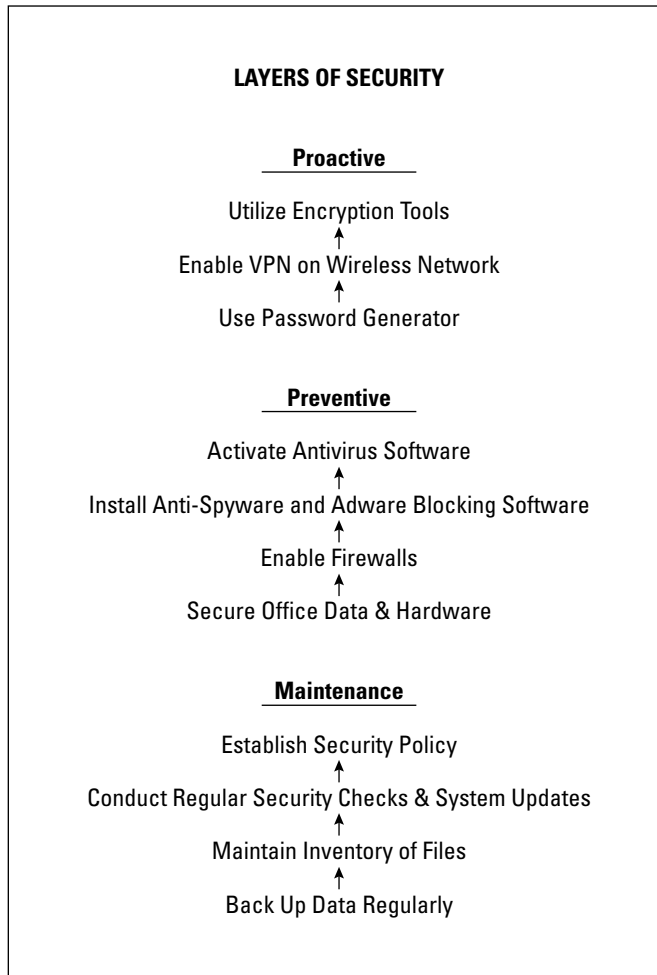 LAYERS OF SECURITY
Proactive
Utilize Encryption Tools
Enable VPN on Wireless Network
Use Password Generator
Preventive
Activate Antivirus Software
Install Anti-Spyware and Adware Blocking Software
Enable Firewalls
Secure Office Data & Hardware
Maintenance
Establish Security Policy
Conduct Regular Security Checks & System Updates
Maintain Inventory of Files
Back Up Data Regularly